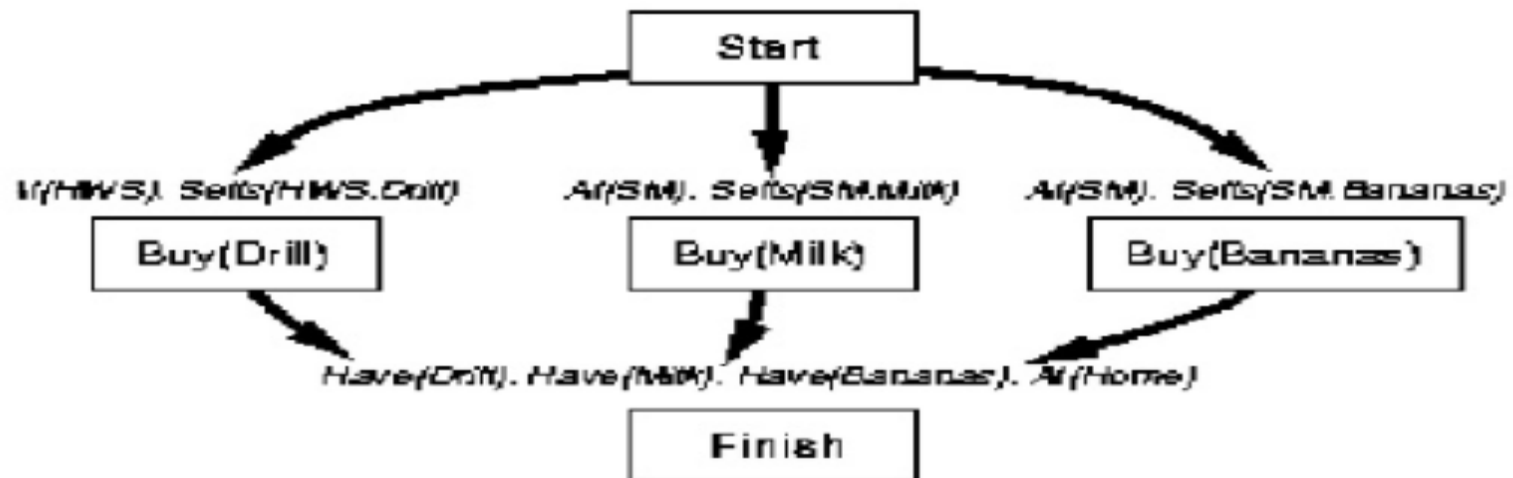 Start
At(HWS), Sells(HWS,Drill) At(SM), Sells(SM,Milk) At(SM), Sells(SM,Bananas)
Buy(Drill) Buy(Milk) Buy(Bananas)
Have(Drill), Have(Milk), Have(Bananas), At(Home)
Finish